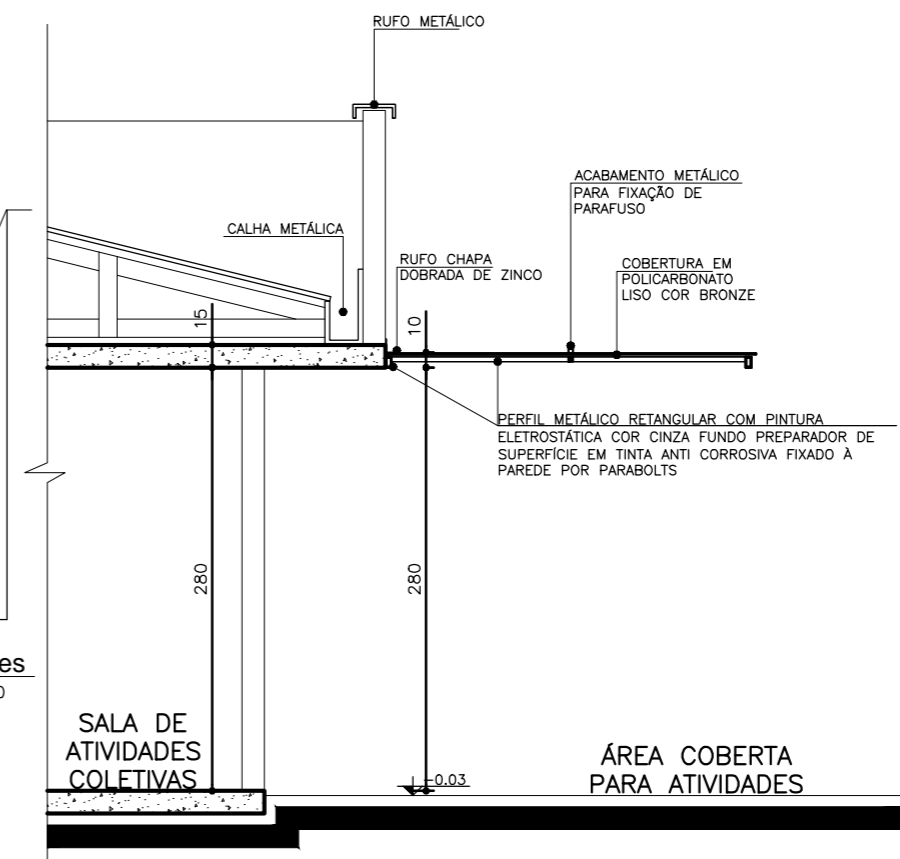 RUFO METÁLICO
ACABAMENTO METÁLICO
PARA FIXAÇÃO DE
PARAFUSO
CALHA METÁLICA
RUFO CHAPA
DOBRADA DE ZINCO
COBERTURA EM
POLICARBONATO
LISO COR BRONZE
15
10
PERFIL METÁLICO RETANGULAR COM PINTURA
ELETROSTÁTICA COR CINZA FUNDO PREPARADOR DE
SUPERFÍCIE EM TINTA ANTI CORROSIVA FIXADO À
PAREDE POR PARABOLTS
280
280
es
SALA DE
ATIVIDADES
COLETIVAS
-0.03
ÁREA COBERTA
PARA ATIVIDADES